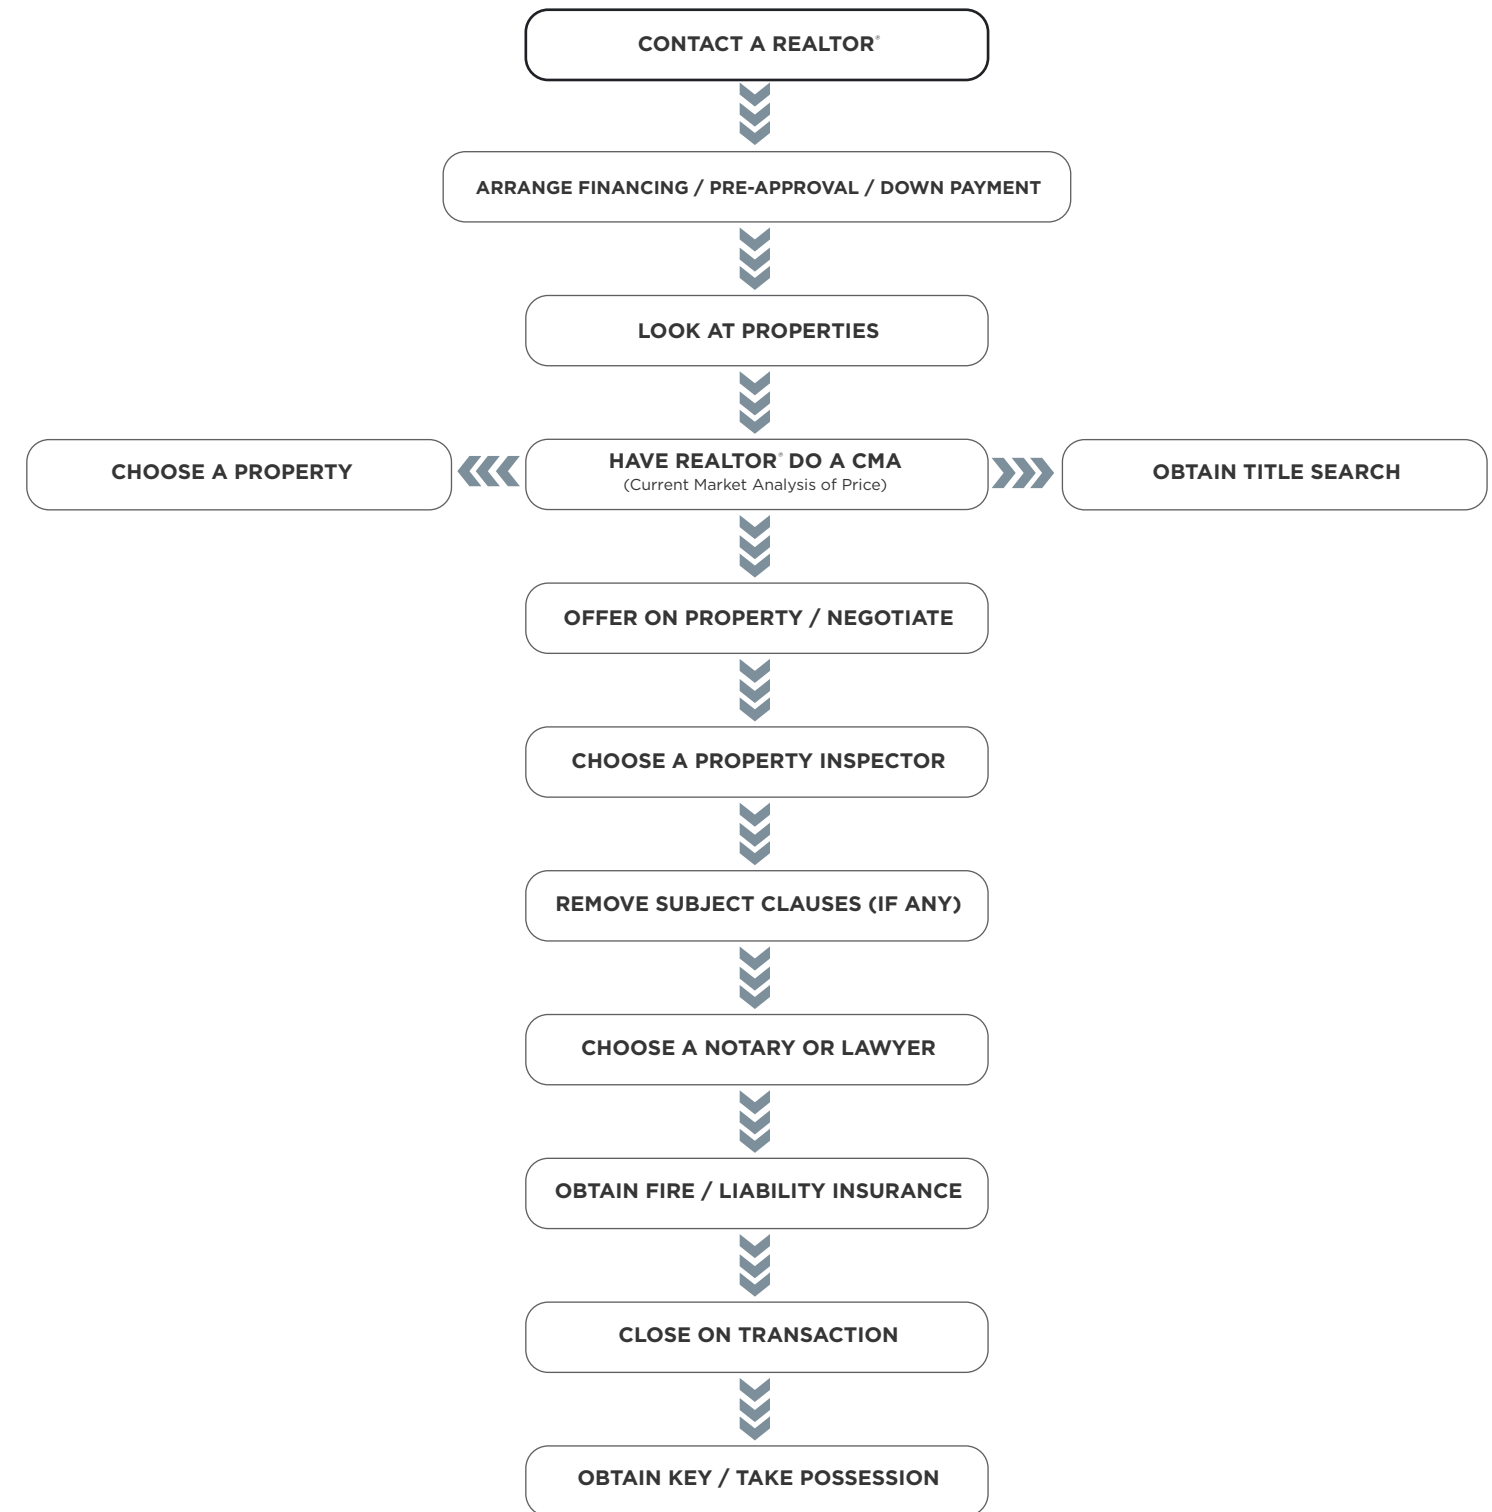 CONTACT A REALTOR®
ARRANGE FINANCING / PRE-APPROVAL / DOWN PAYMENT
LOOK AT PROPERTIES
CHOOSE A PROPERTY
HAVE REALTOR® DO A CMA
(Current Market Analysis of Price)
OBTAIN TITLE SEARCH
OFFER ON PROPERTY / NEGOTIATE
CHOOSE A PROPERTY INSPECTOR
REMOVE SUBJECT CLAUSES (IF ANY)
CHOOSE A NOTARY OR LAWYER
OBTAIN FIRE / LIABILITY INSURANCE
CLOSE ON TRANSACTION
OBTAIN KEY / TAKE POSSESSION